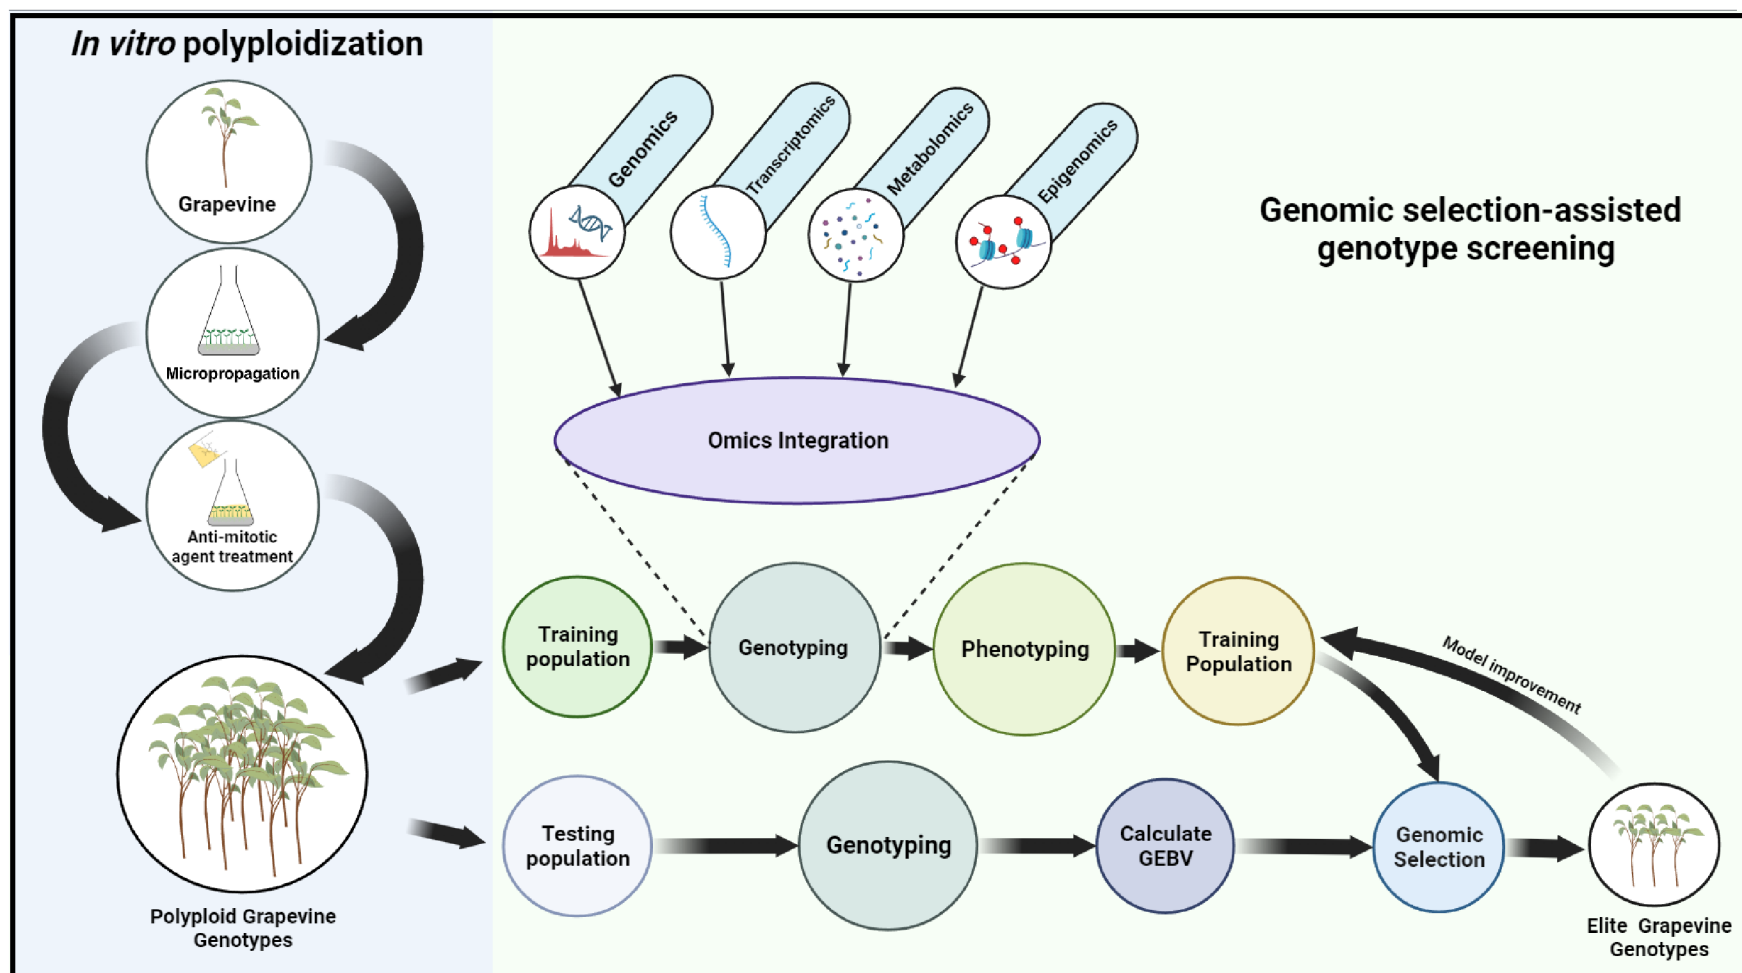 In vitro polyploidization
Grapevine
Micropropagation
Anti-mitotic
agent treatment
Polyploid Grapevine
Genotypes
Genomics
Transcriptomics
Metabolomics
Epigenomics
Genomic selection-assisted
genotype screening
Omics Integration
Training
population
Genotyping
Phenotyping
Training
Population
Model improvement
Testing
population
Genotyping
Calculate
GEBV
Genomic
Selection
Elite Grapevine
Genotypes